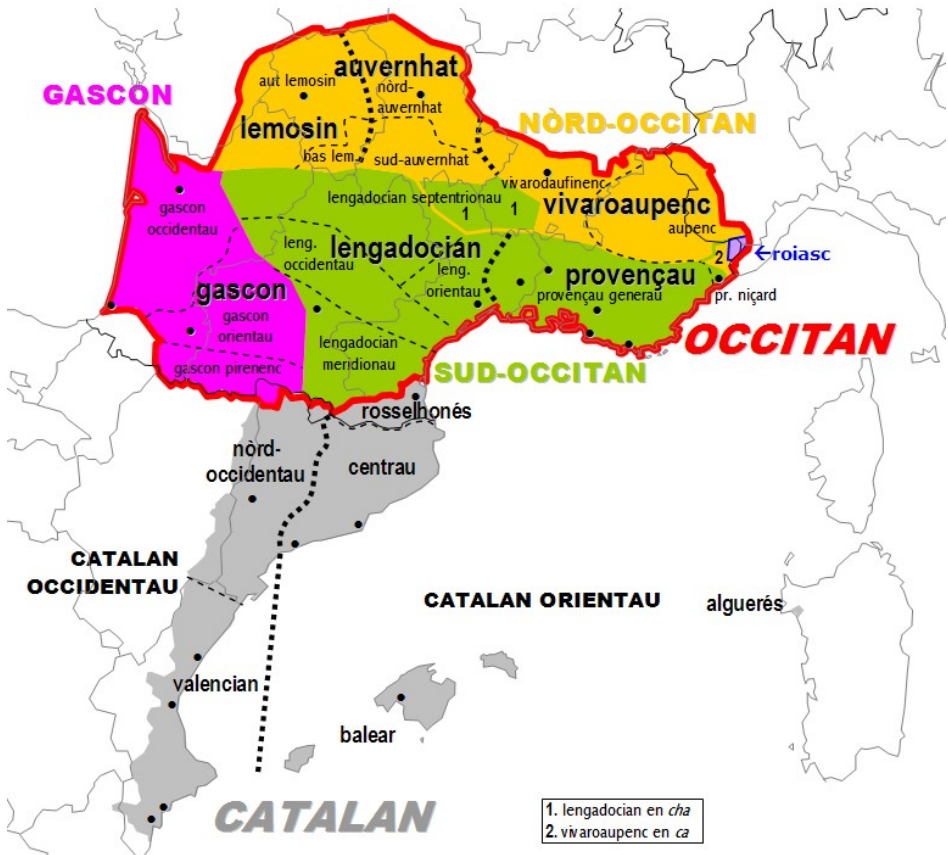 auvernhat
aut lemosin
nòrd-
auvernhat
GASCON
NÒRD-OCCITAN
lemosin
bas lem.
sud-auvernhat
vivarodaufinenc
lengadocian septentrionau
1
1
vivaroaupenc
gascon
occidentau
aupenc
leng.
occidentau
lengadocián
2
←roiasc
leng.
orientau
provençau
gascon
provençau generau
pr. niçard
gascon
orientau
OCCITAN
lengadocian
meridionau
gascon pirenenc
SUD-OCCITAN
rosselhonés
nòrd-
occidentau
centrau
CATALAN
OCCIDENTAU
CATALAN ORIENTAU
alguerés
valencian
balear
CATALAN
1. lengadocian en cha
2. vivaroaupenc en ca